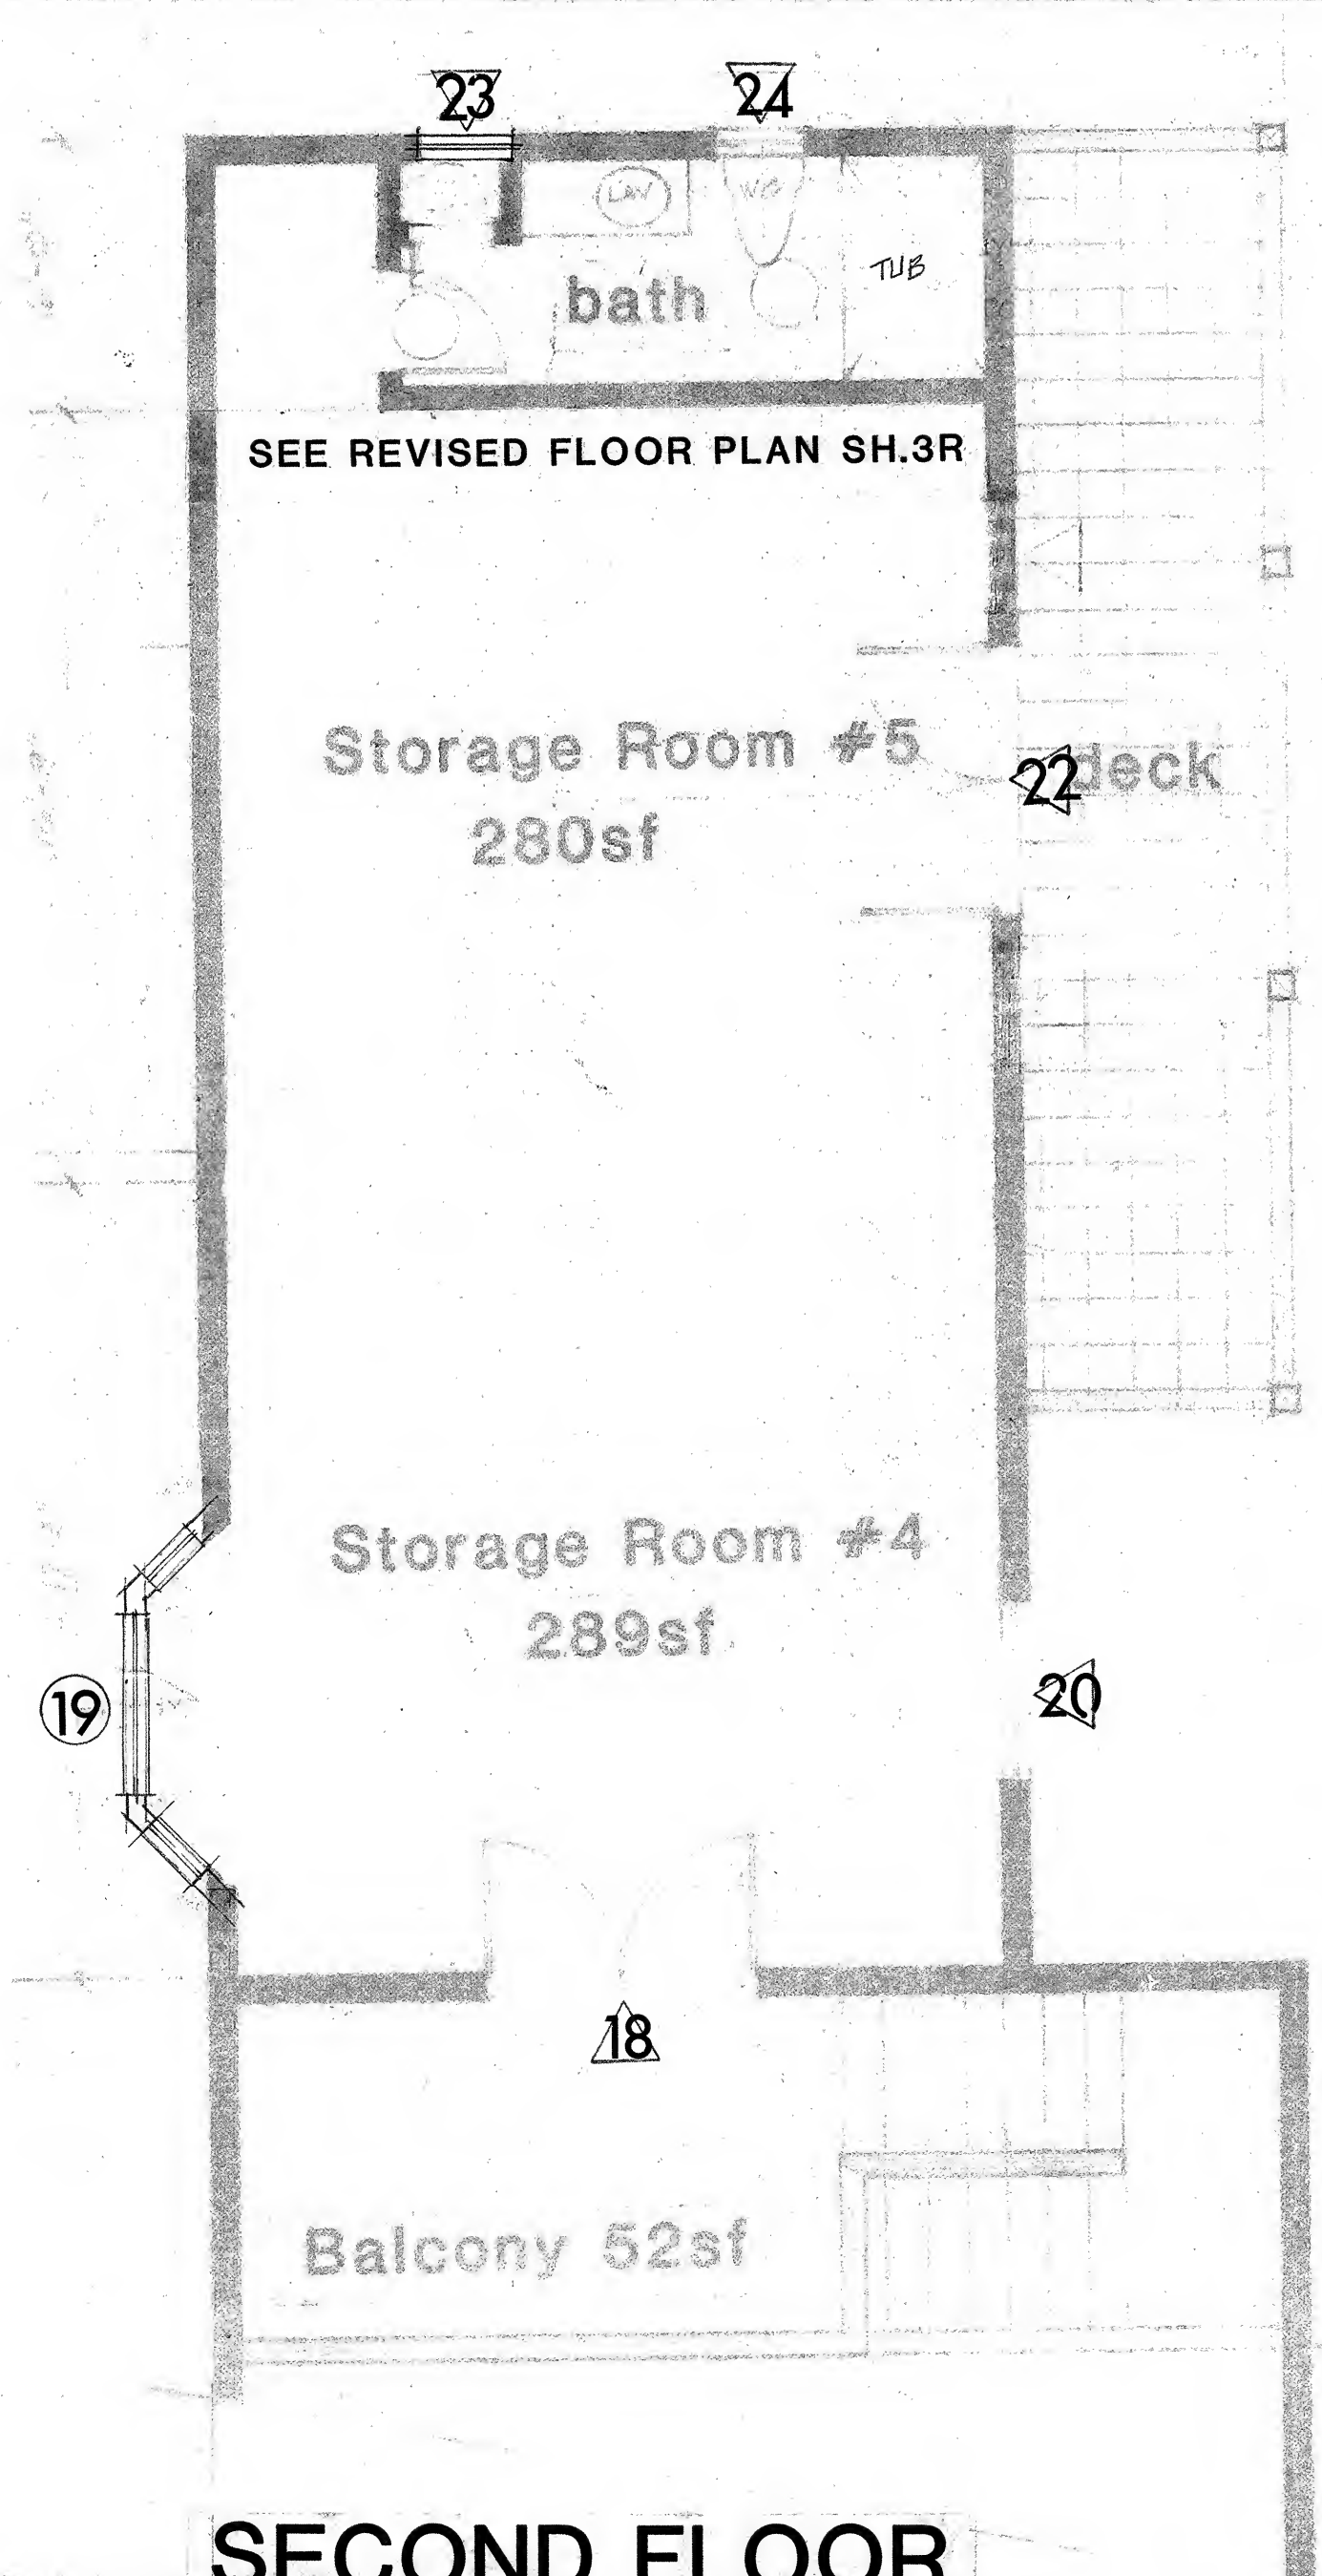 23
24
LAV
WC
TUB
bath
SEE REVISED FLOOR PLAN SH.3R
Storage Room #5
280sf
22
deck
Storage Room #4
289sf
19
20
18
Balcony 52sf
SECOND FLOOR